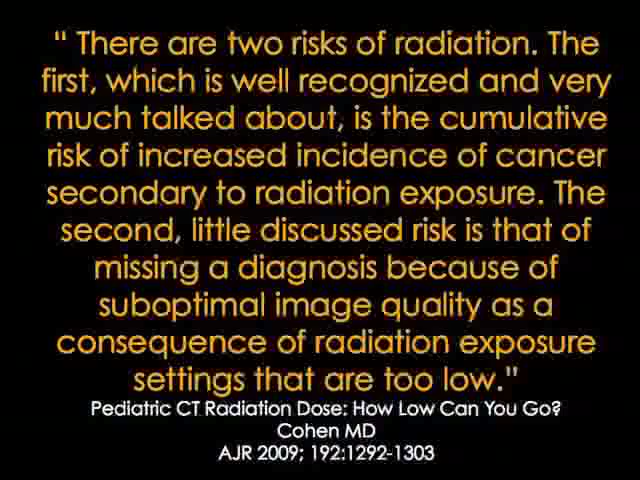 “ There are two risks of radiation. The
first, which is well recognized and very
much talked about, is the cumulative
risk of increased incidence of cancer
secondary to radiation exposure. The
second, little discussed risk is that of
missing a diagnosis because of
suboptimal image quality as a
consequence of radiation exposure
settings that are too low.”
Pediatric CT Radiation Dose: How Low Can You Go?
Cohen MD
AJR 2009; 192:1292-1303